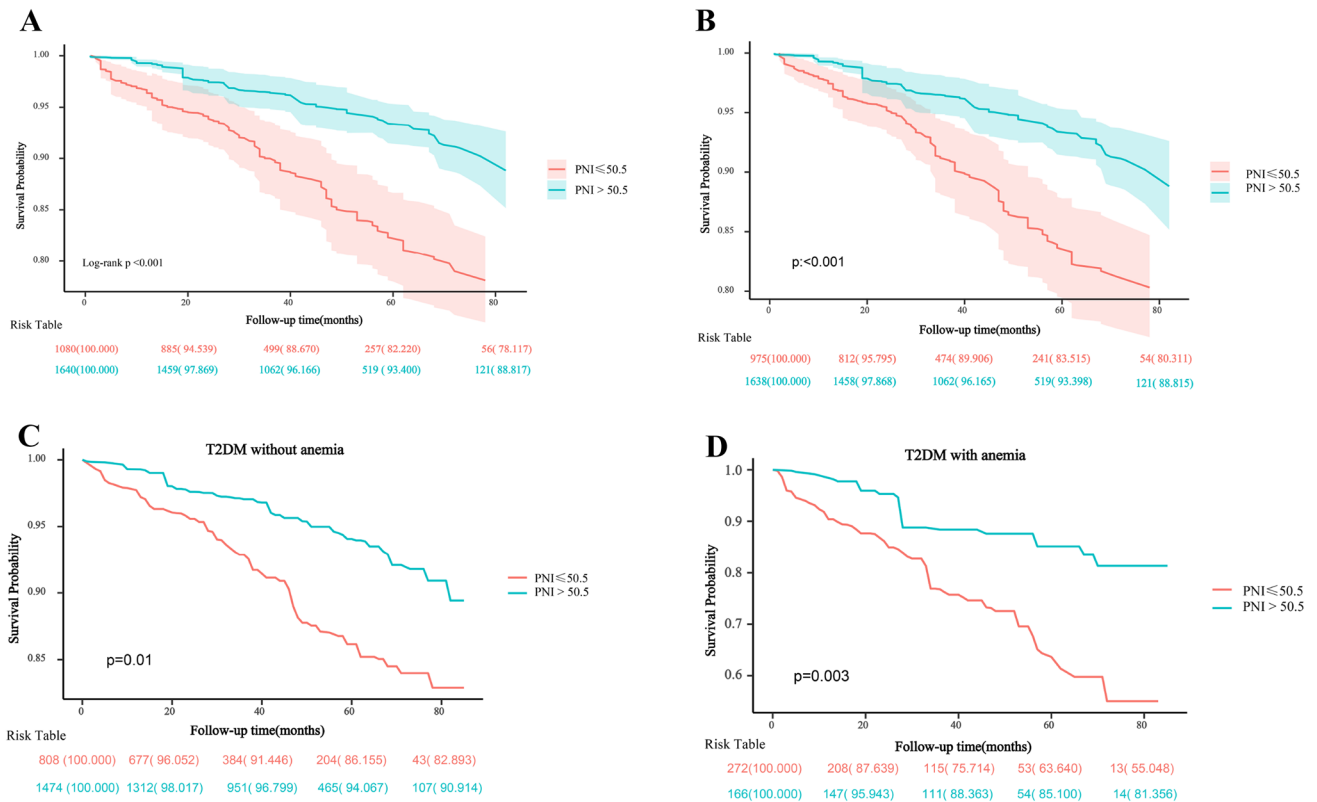 A
1.00
0.95
0.90
0.85
0.80
Survival Probability
PNI≤50.5
PNI > 50.5
Log-rank p <0.001
0 20 40 60 80
Follow-up time(months)
Risk Table
1080(100.000) 885( 94.539) 499( 88.670) 257( 82.220) 56( 78.117)
1640(100.000) 1459( 97.869) 1062( 96.166) 519 ( 93.400) 121( 88.817)
B
1.00
0.95
0.90
0.85
0.80
Survival Probability
PNI≤50.5
PNI > 50.5
p:<0.001
0 20 40 60 80
Follow-up time(months)
Risk Table
975(100.000) 812( 95.795) 474( 89.906) 241( 83.515) 54( 80.311)
1638(100.000) 1458( 97.868) 1062( 96.165) 519( 93.398) 121( 88.815)
C
T2DM without anemia
1.00
0.95
0.90
0.85
Survival Probability
PNI≤50.5
PNI > 50.5
p=0.01
0 20 40 60 80
Follow-up time(months)
Risk Table
808 (100.000) 677( 96.052) 384( 91.446) 204( 86.155) 43( 82.893)
1474 (100.000) 1312( 98.017) 951( 96.799) 465( 94.067) 107( 90.914)
D
T2DM with anemia
1.0
0.9
0.8
0.7
0.6
Survival Probability
PNI≤50.5
PNI > 50.5
p=0.003
0 20 40 60 80
Follow-up time(months)
Risk Table
272(100.000) 208( 87.639) 115( 75.714) 53( 63.640) 13( 55.048)
166(100.000) 147( 95.943) 111( 88.363) 54( 85.100) 14( 81.356)